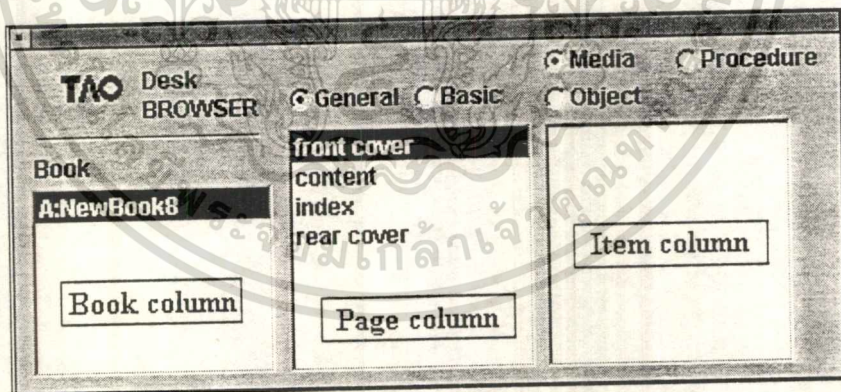 TAO Desk
BROWSER
General Basic
Media Procedure
Object
Book
A:NewBook8
Book column
front cover
content
index
rear cover
Page column
Item column